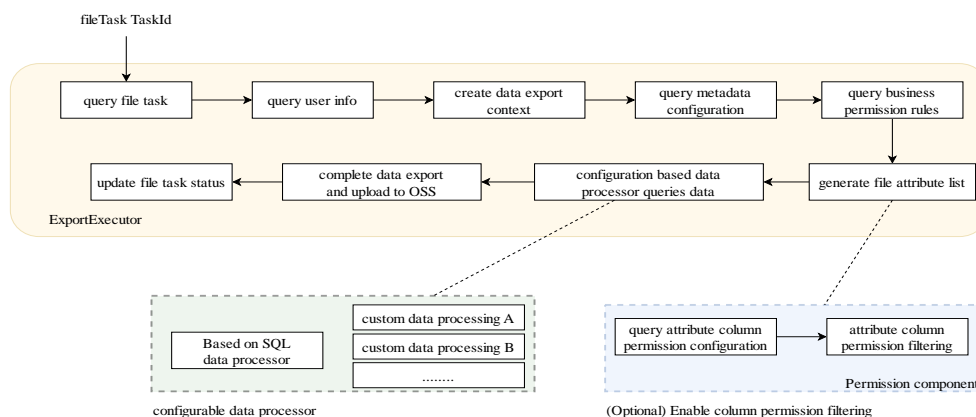 fileTask TaskId
query file task
query user info
create data export
context
query metadata
configuration
query business
permission rules
update file task status
complete data export
and upload to OSS
configuration based data
processor queries data
generate file attribute list
ExportExecutor
Based on SQL
data processor
custom data processing A
custom data processing B
........
query attribute column
permission configuration
attribute column
permission filtering
Permission component
configurable data processor
(Optional) Enable column permission filtering